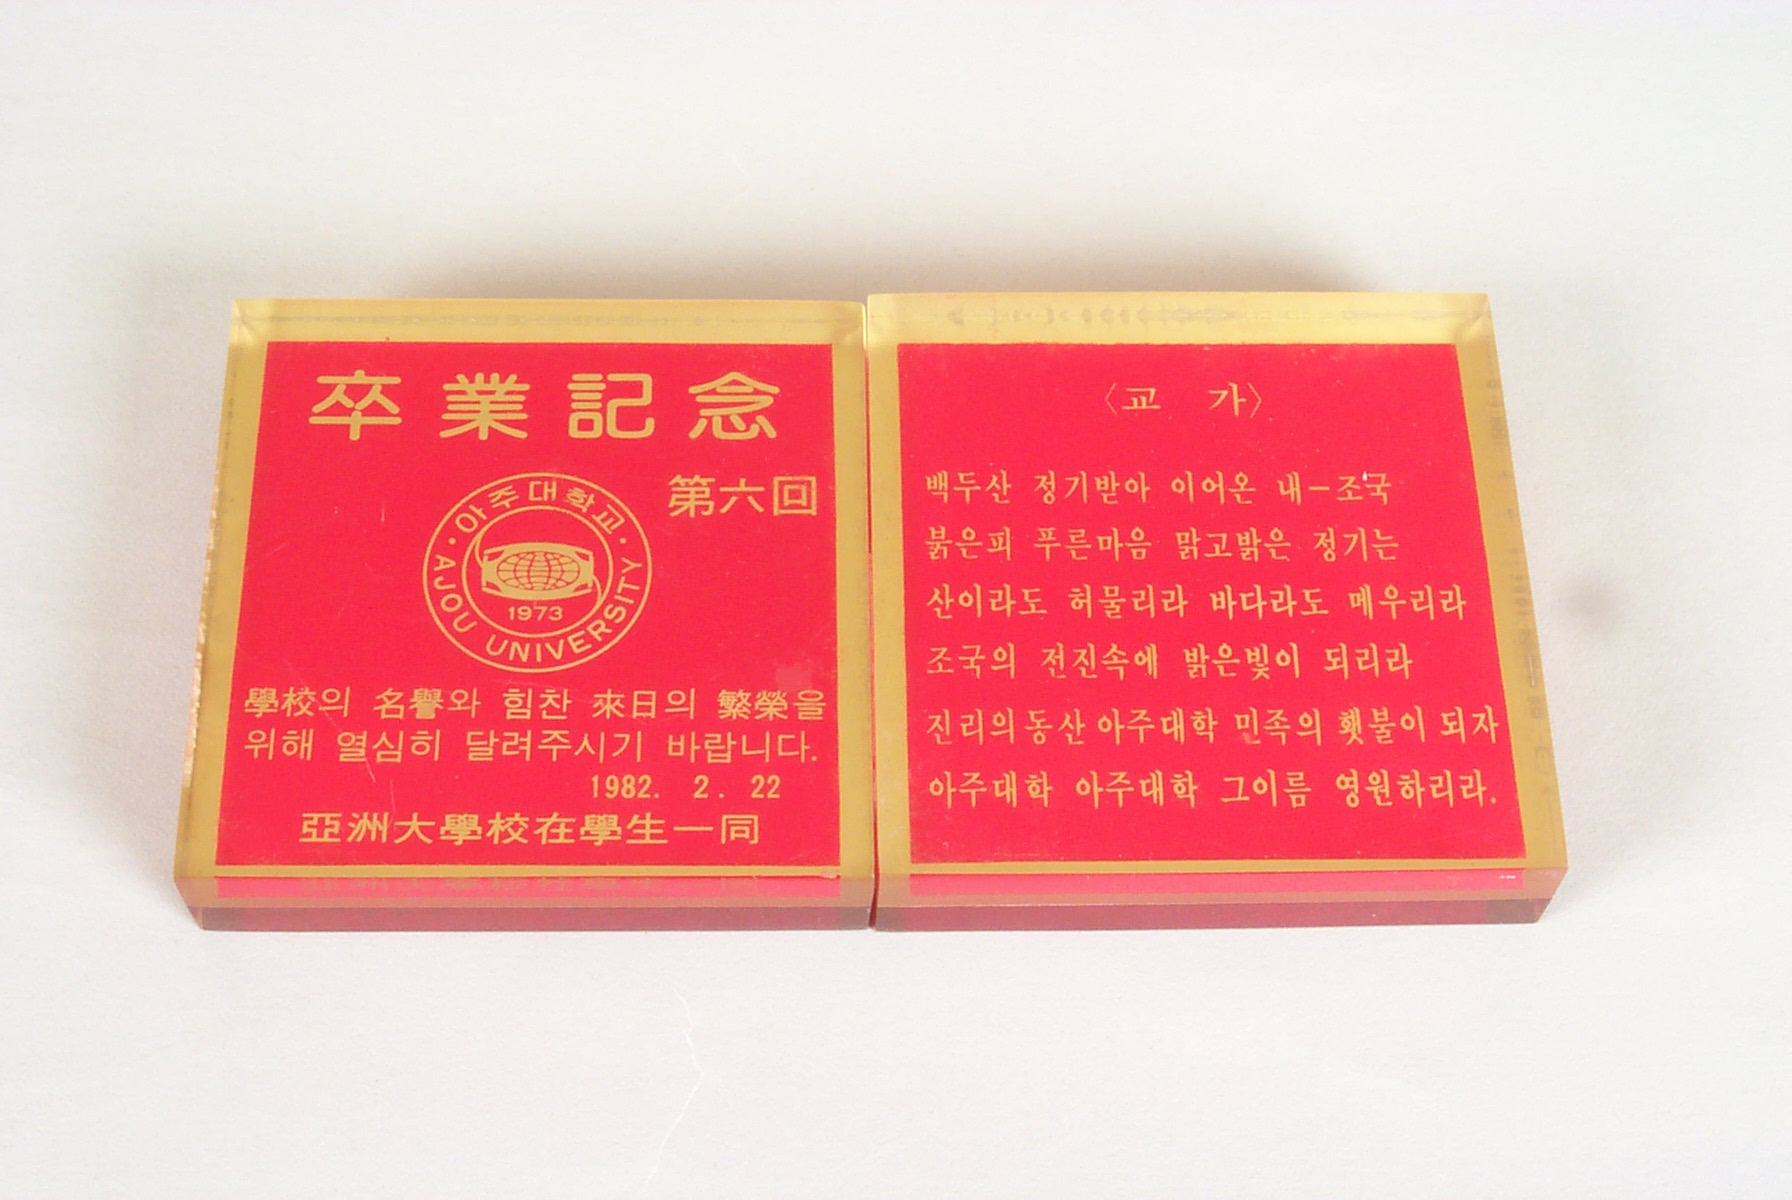 卒業記念
第六回
·아주대학교·
AJOU UNIVERSITY
1973
學校의 名譽와 힘찬 來日의 繁榮을
위해 열심히 달려주시기 바랍니다.
1982. 2. 22
亞洲大學校在學生一同
〈교 가〉
백두산 정기받아 이어온 내-조국
붉은피 푸른마음 맑고밝은 정기는
산이라도 허물리라 바다라도 메우리라
조국의 전진속에 밝은빛이 되리라
진리의동산 아주대학 민족의 횃불이 되자
아주대학 아주대학 그이름 영원하리라.